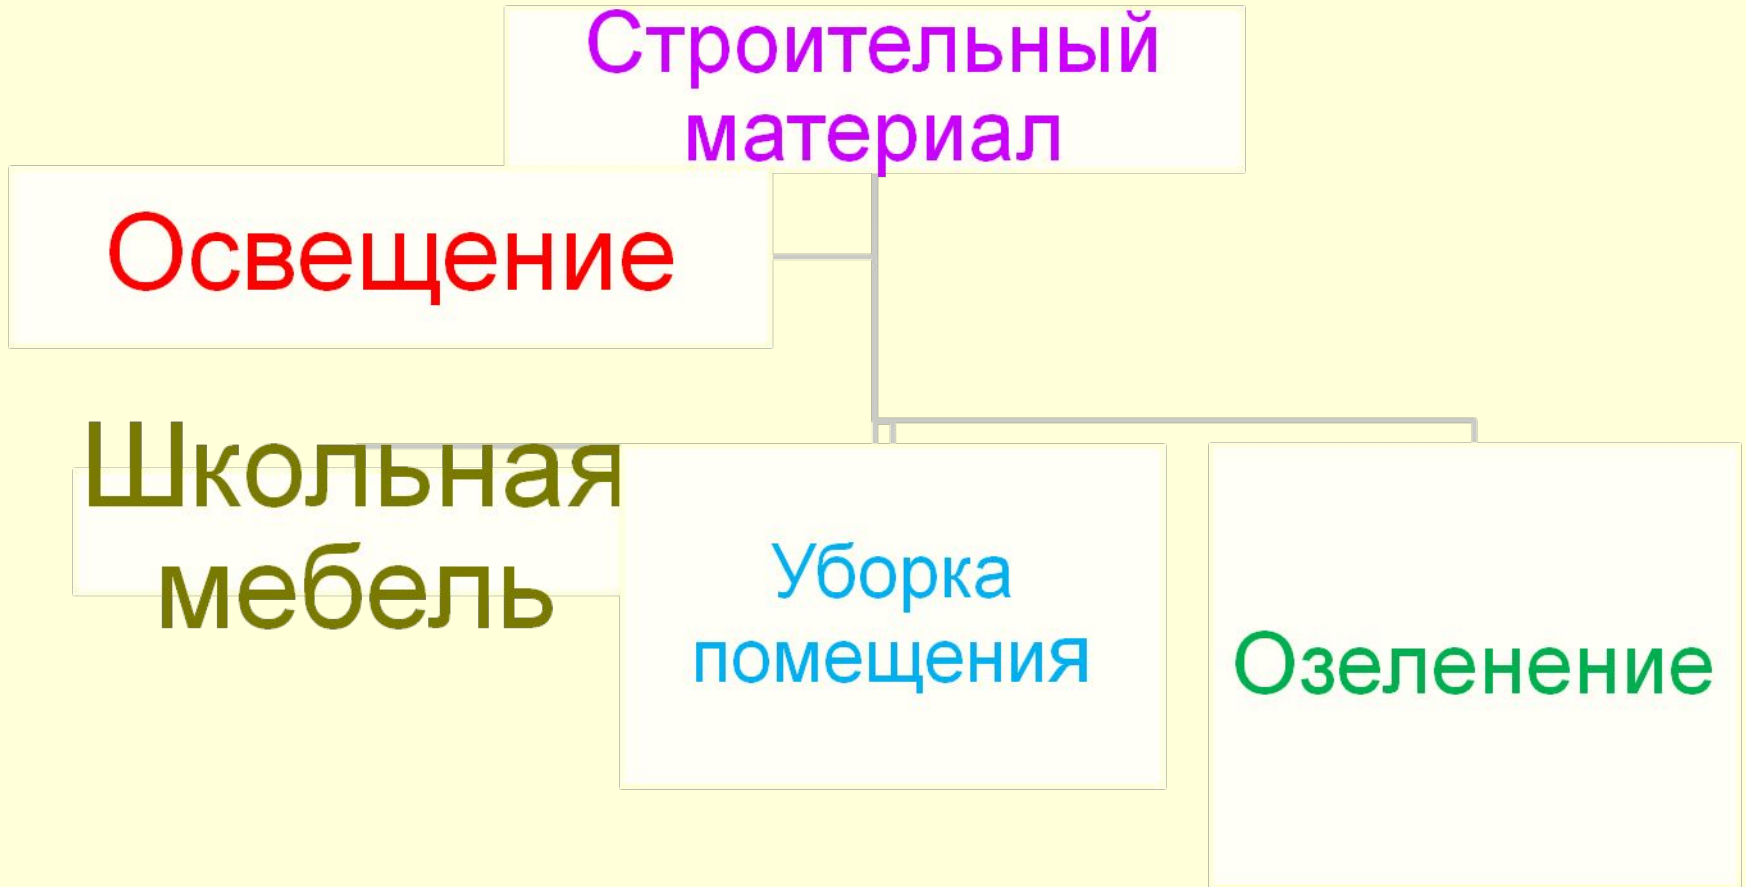 Строительный
материал
Освещение
Школьная
мебель
Уборка
помещения
Озеленение